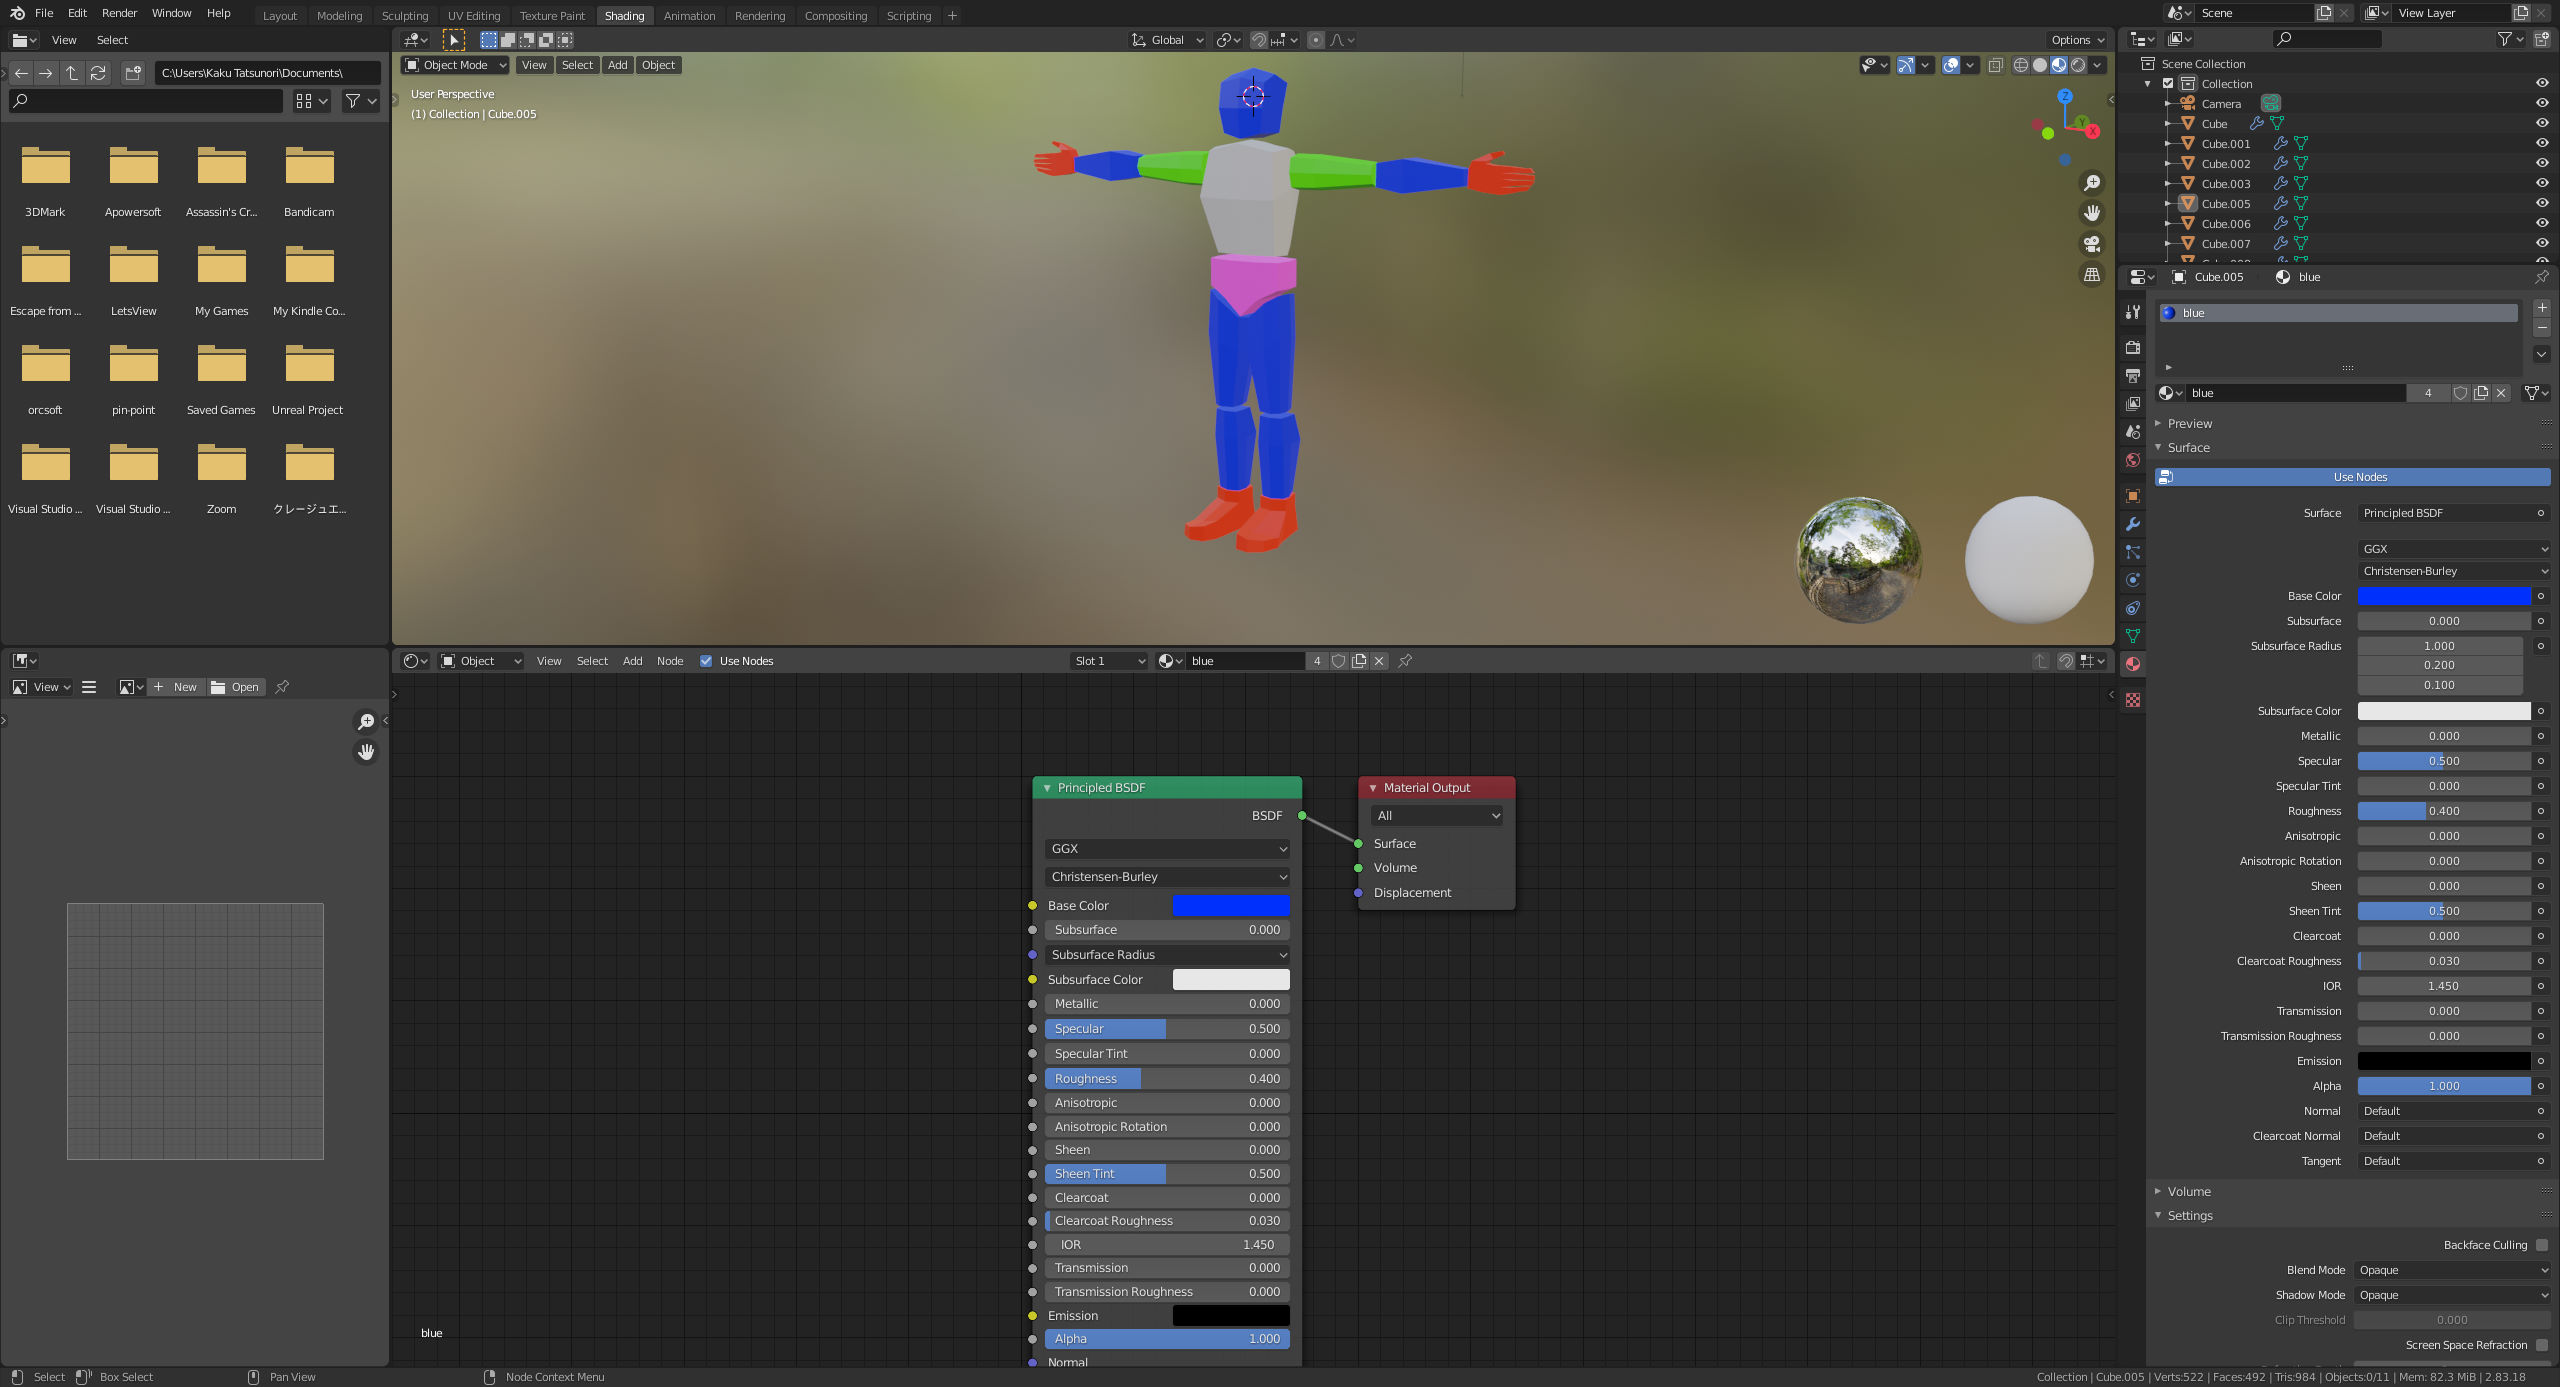 File Edit Render Window Help Layout Modeling Sculpting UV Editing Texture Paint Shading Animation Rendering Compositing Scripting + Scene View Layer
View Select
C:\Users\Kaku Tatsunori\Documents\
3DMark Apowersoft Assassin's Cr... Bandicam
Escape from ... LetsView My Games My Kindle Co...
orcsoft pin-point Saved Games Unreal Project
Visual Studio ... Visual Studio ... Zoom クレージュエ...
View New Open
Global Options
Object Mode View Select Add Object
User Perspective
(1) Collection | Cube.005
Z
Y
X
Object View Select Add Node Use Nodes Slot 1 blue 4
Principled BSDF
BSDF
GGX
Christensen-Burley
Base Color
Subsurface 0.000
Subsurface Radius
Subsurface Color
Metallic 0.000
Specular 0.500
Specular Tint 0.000
Roughness 0.400
Anisotropic 0.000
Anisotropic Rotation 0.000
Sheen 0.000
Sheen Tint 0.500
Clearcoat 0.000
Clearcoat Roughness 0.030
IOR 1.450
Transmission 0.000
Transmission Roughness 0.000
Emission
Alpha 1.000
Normal
Material Output
All
Surface
Volume
Displacement
blue
Scene Collection
Collection
Camera
Cube
Cube.001
Cube.002
Cube.003
Cube.005
Cube.006
Cube.007
Cube.005 blue
blue
blue 4
Preview
Surface
Use Nodes
Surface Principled BSDF
GGX
Christensen-Burley
Base Color
Subsurface 0.000
Subsurface Radius 1.000
0.200
0.100
Subsurface Color
Metallic 0.000
Specular 0.500
Specular Tint 0.000
Roughness 0.400
Anisotropic 0.000
Anisotropic Rotation 0.000
Sheen 0.000
Sheen Tint 0.500
Clearcoat 0.000
Clearcoat Roughness 0.030
IOR 1.450
Transmission 0.000
Transmission Roughness 0.000
Emission
Alpha 1.000
Normal Default
Clearcoat Normal Default
Tangent Default
Volume
Settings
Backface Culling
Blend Mode Opaque
Shadow Mode Opaque
Clip Threshold 0.000
Screen Space Refraction
Select Box Select Pan View Node Context Menu Collection | Cube.005 | Verts:522 | Faces:492 | Tris:984 | Objects:0/11 | Mem: 82.3 MiB | 2.83.18